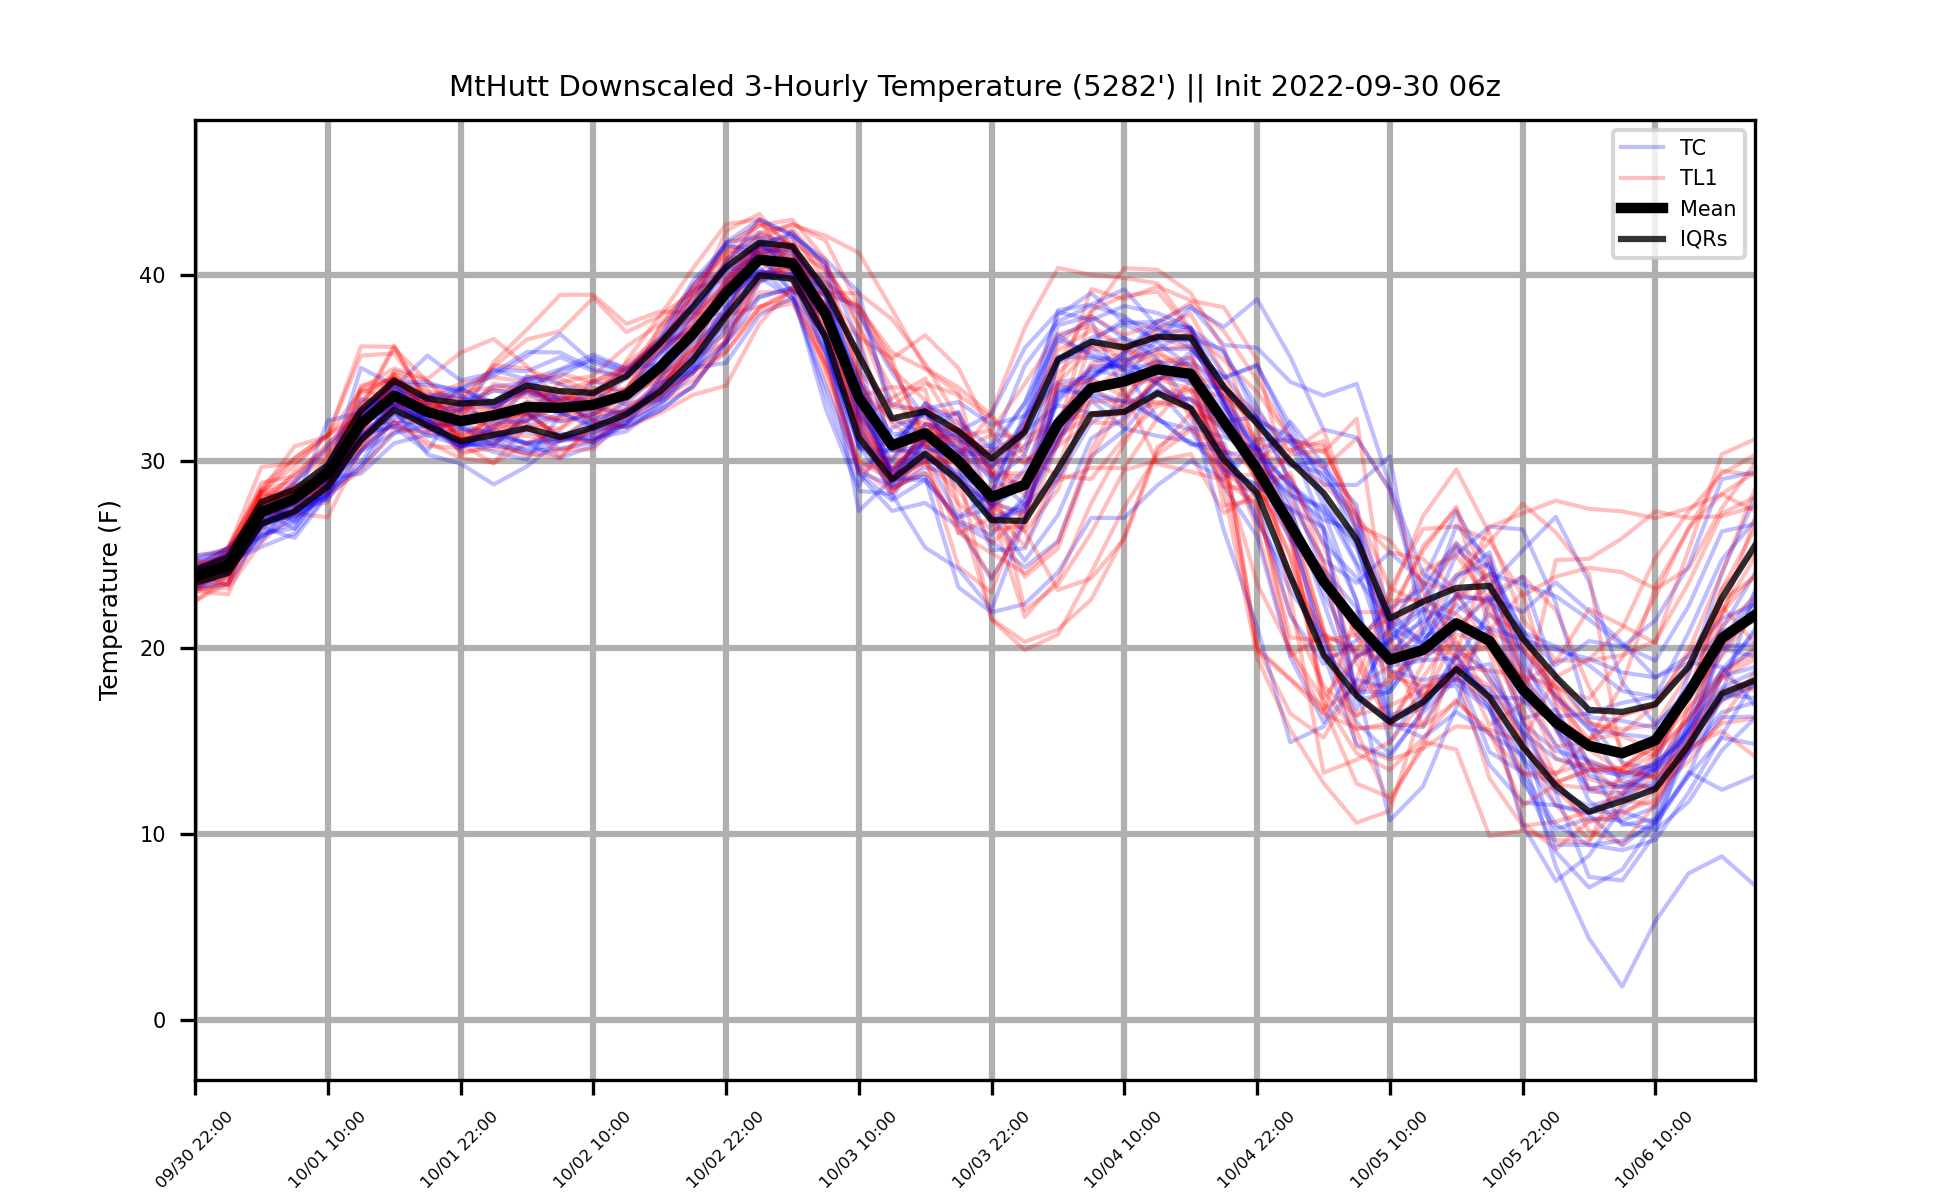 MtHutt Downscaled 3-Hourly Temperature (5282') || Init 2022-09-30 06z
TC
TL1
Mean
IQRs
Temperature (F)
40
30
20
10
0
09/30 22:00
10/01 10:00
10/01 22:00
10/02 10:00
10/02 22:00
10/03 10:00
10/03 22:00
10/04 10:00
10/04 22:00
10/05 10:00
10/05 22:00
10/06 10:00